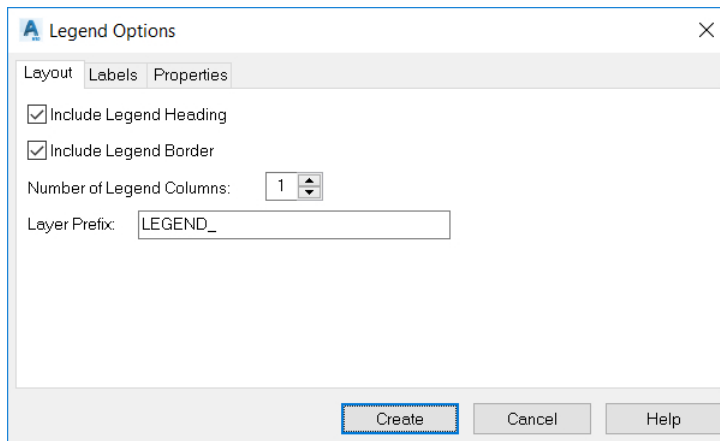 Legend Options
Layout Labels Properties
Include Legend Heading
Include Legend Border
Number of Legend Columns: 1
Layer Prefix: LEGEND_
Create Cancel Help